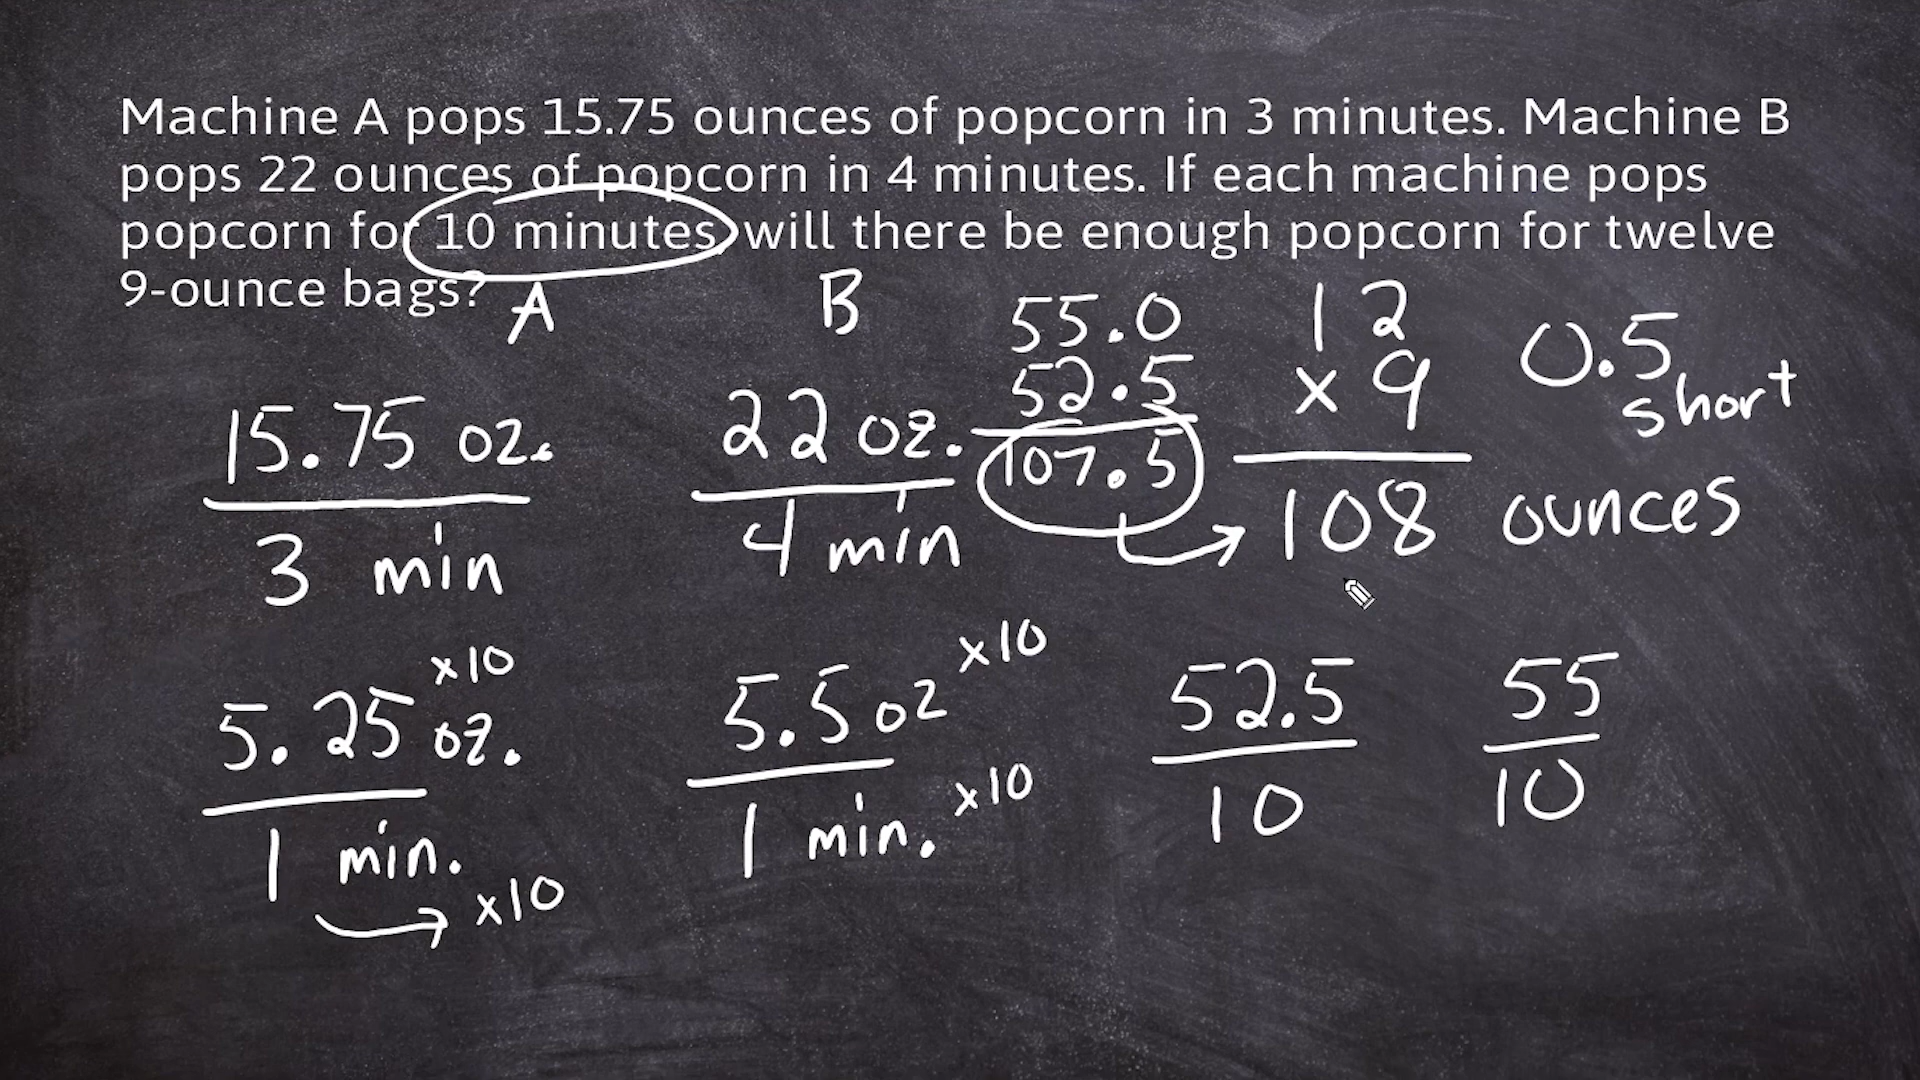 Machine A pops 15.75 ounces of popcorn in 3 minutes. Machine B
pops 22 ounces of popcorn in 4 minutes. If each machine pops
popcorn for 10 minutes, will there be enough popcorn for twelve
9-ounce bags?
A
15.75 oz.
3 min
5.25 oz.
x10
1 min.
x10
B
22 oz.
4 min
5.5 oz
x10
1 min.
x10
55.0
52.5
107.5
12
x 9
108 ounces
0.5
short
52.5
10
55
10